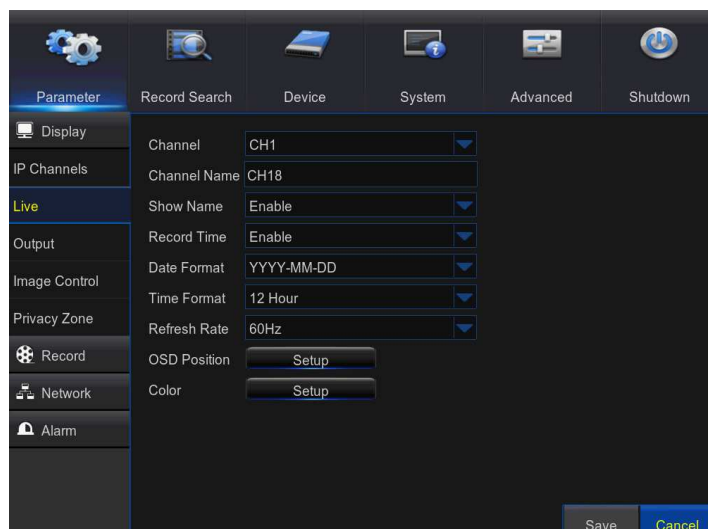 Parameter
Record Search
Device
System
Advanced
Shutdown
Display
IP Channels
Live
Output
Image Control
Privacy Zone
Record
Network
Alarm
Channel CH1
Channel Name CH18
Show Name Enable
Record Time Enable
Date Format YYYY-MM-DD
Time Format 12 Hour
Refresh Rate 60Hz
OSD Position Setup
Color Setup
Save Cancel